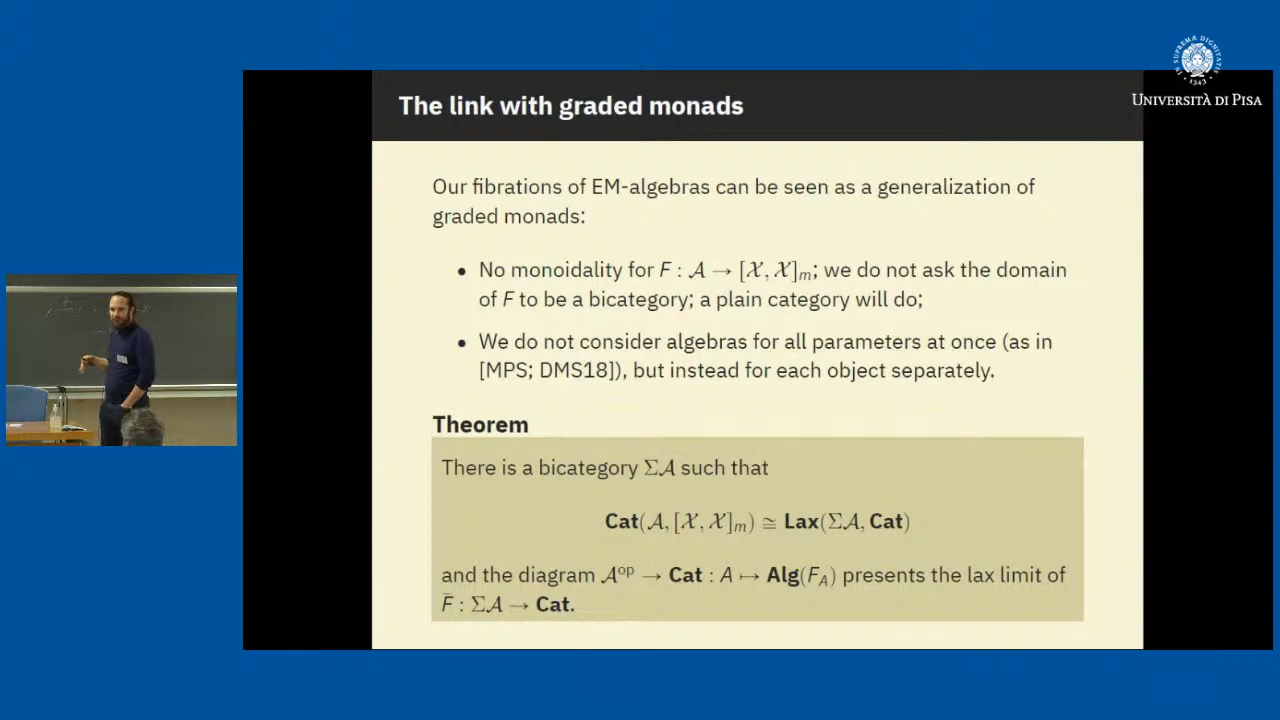 The link with graded monads
IN SUPREMA DIGNITATIS
1343
UNIVERSITÀ DI PISA
Our fibrations of EM-algebras can be seen as a generalization of
graded monads:
• No monoidality for F : 𝒜 → [𝒳, 𝒳]ₘ; we do not ask the domain
of F to be a bicategory; a plain category will do;
• We do not consider algebras for all parameters at once (as in
[MPS; DMS18]), but instead for each object separately.
Theorem
There is a bicategory Σ𝒜 such that
Cat(𝒜, [𝒳, 𝒳]ₘ) ≅ Lax(Σ𝒜, Cat)
and the diagram 𝒜ᵒᵖ → Cat : A ↦ Alg(F_A) presents the lax limit of
F̄ : Σ𝒜 → Cat.